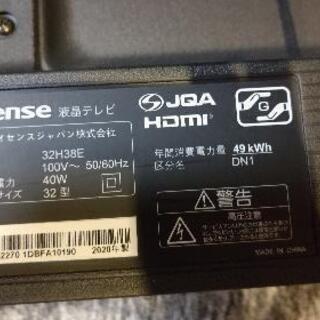 ense 液晶テレビ
イセンスジャパン株式会社
32H38E
100V～ 50/60Hz
電力 40W
サイズ 32型
JQA
HDMI
G
年間消費電力量 49 kWh
区分名 DN1
警告
高圧注意
2270 1DBFA10190
2020年製
MADE IN CHINA